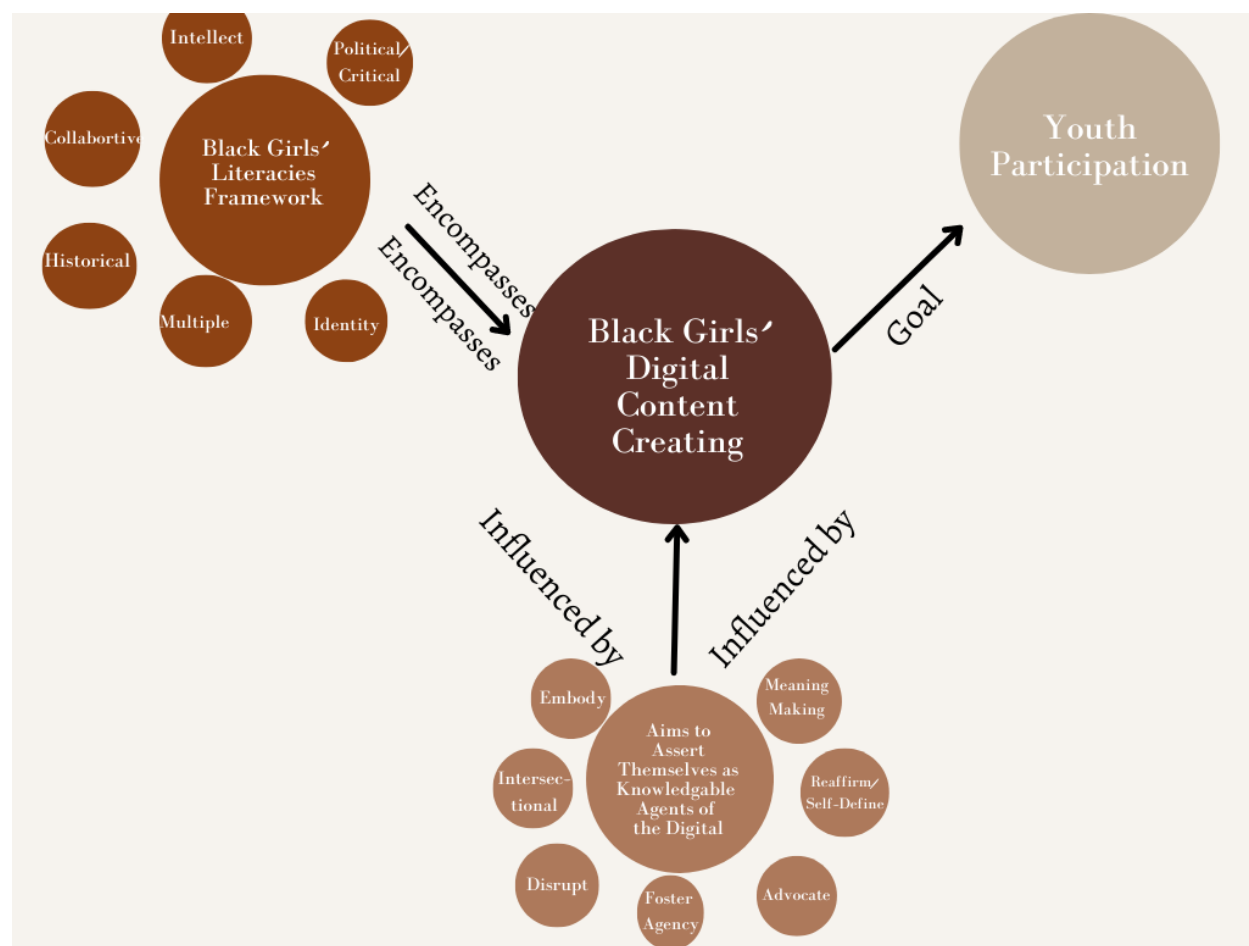 Intellect
Political/
Critical
Collabortive
Black Girls'
Literacies
Framework
Historical
Multiple
Identity
Encompasses
Encompasses
Youth
Participation
Black Girls'
Digital
Content
Creating
Goal
Influenced by
Influenced by
Embody
Meaning
Making
Aims to
Assert
Themselves as
Knowledgable
Agents of
the Digital
Intersec-
tional
Reaffirm/
Self-Define
Disrupt
Foster
Agency
Advocate